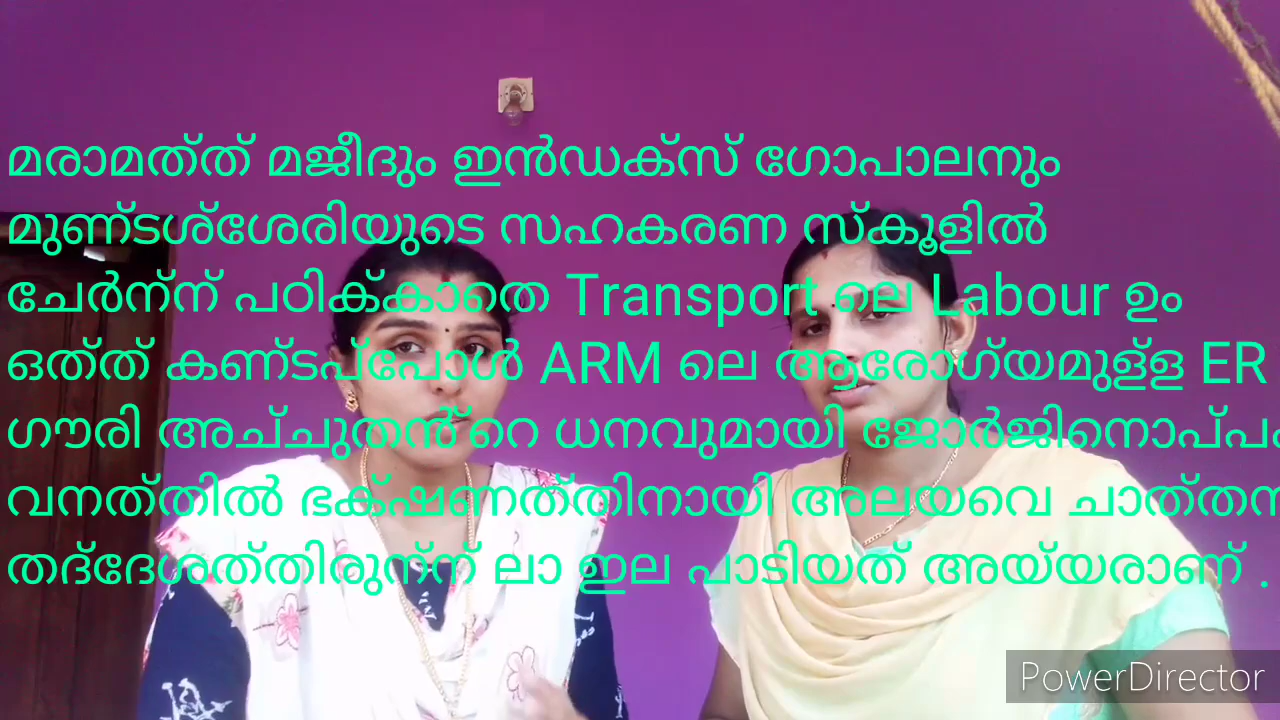 മരാമത്ത് മജീദും ഇൻഡക്സ് ഗോപാലനും
മുണ്ടശ്ശേരിയുടെ സഹകരണ സ്കൂളിൽ
ചേർന്ന് പഠിക്കാതെ Transport ലെ Labour ഉം
ഒത്ത് കണ്ടപ്പോൾ ARM ലെ ആരോഗ്യമുള്ള ER
ഗൗരി അച്ചുതൻ്റെ ധനവുമായി ജോർജിനൊപ്പം
വനത്തിൽ ഭക്ഷണത്തിനായി അലയവെ ചാത്തൻ
തദ്ദേശത്തിരുന്ന് ലാ ഇല പാടിയത് അയ്യരാണ് .
PowerDirector